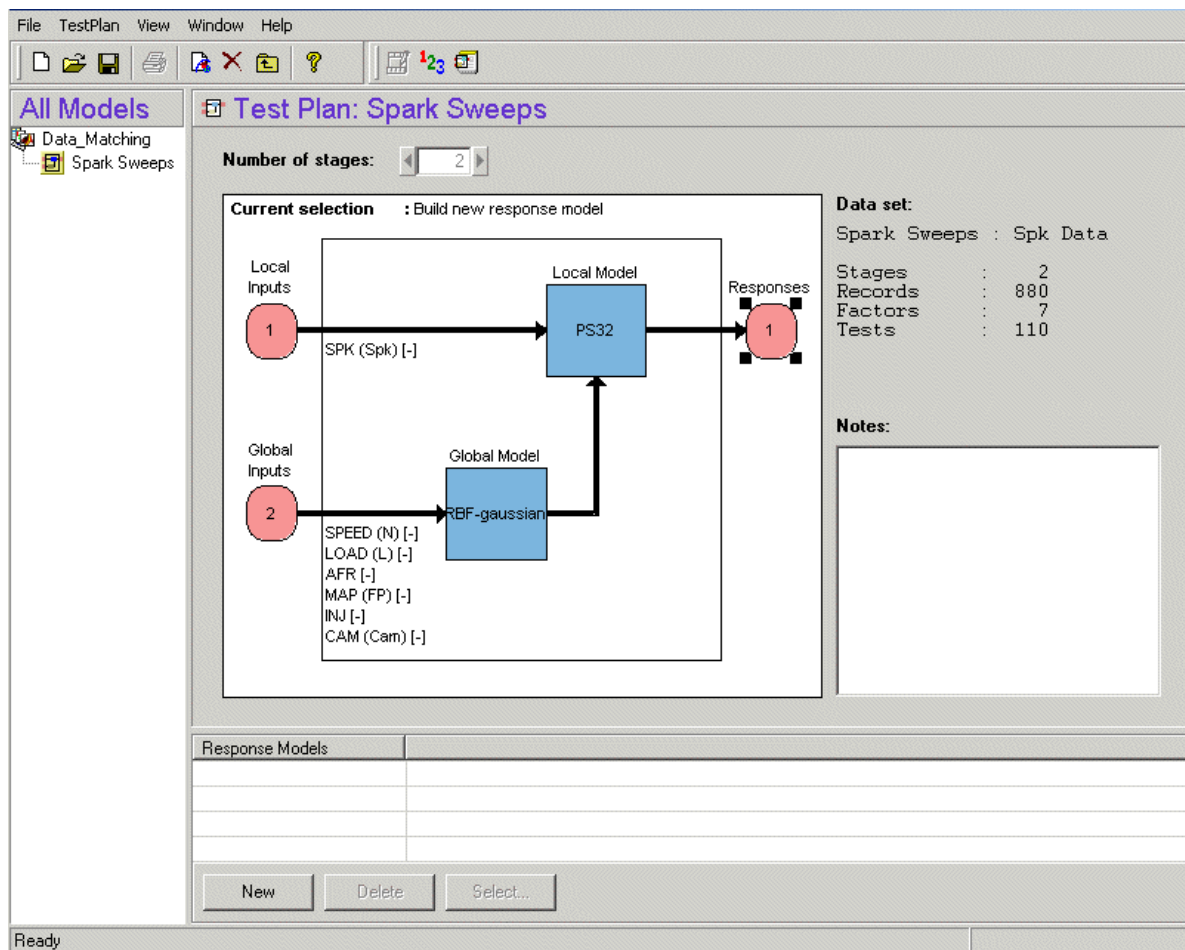 File TestPlan View Window Help
All Models
Data_Matching
Spark Sweeps
Test Plan: Spark Sweeps
Number of stages: 2
Current selection : Build new response model
Local
Inputs
1
SPK (Spk) [-]
Local Model
PS32
Responses
1
Global
Inputs
2
Global Model
RBF-gaussian
SPEED (N) [-]
LOAD (L) [-]
AFR [-]
MAP (FP) [-]
INJ [-]
CAM (Cam) [-]
Data set:
Spark Sweeps : Spk Data
Stages : 2
Records : 880
Factors : 7
Tests : 110
Notes:
Response Models
New Delete Select...
Ready